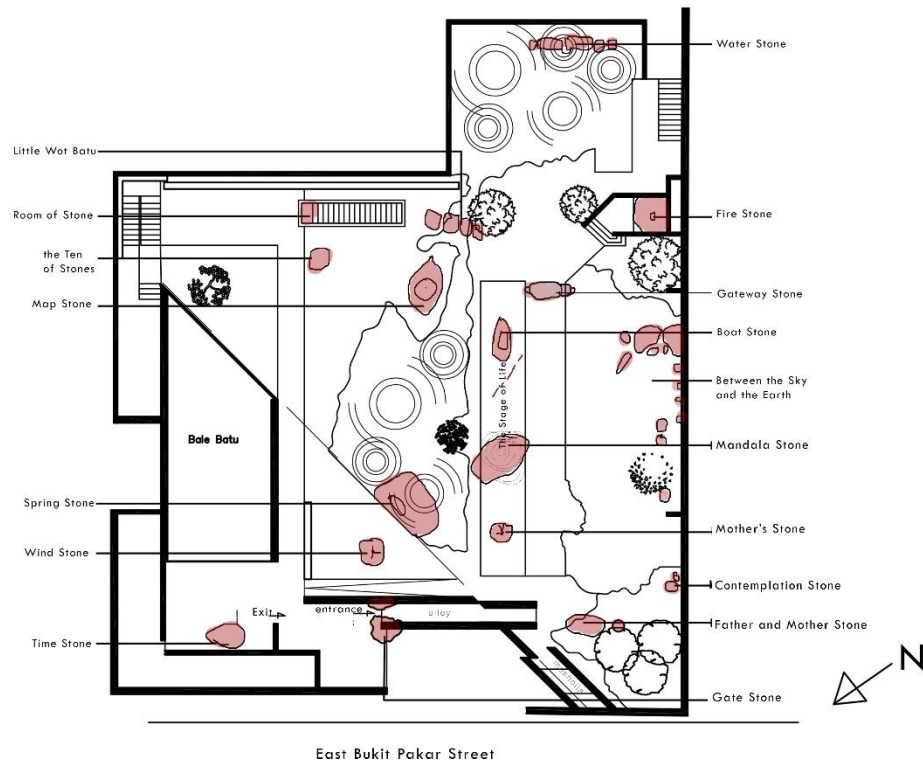 Water Stone
Little Wot Batu
Room of Stone
Fire Stone
the Ten
of Stones
Map Stone
Gateway Stone
Boat Stone
The Stage of Life
Between the Sky
and the Earth
Bale Batu
Mandala Stone
Spring Stone
Mother's Stone
Wind Stone
Contemplation Stone
Exit
entrance
alley
Time Stone
Father and Mother Stone
Gate Stone
N
East Bukit Pakar Street